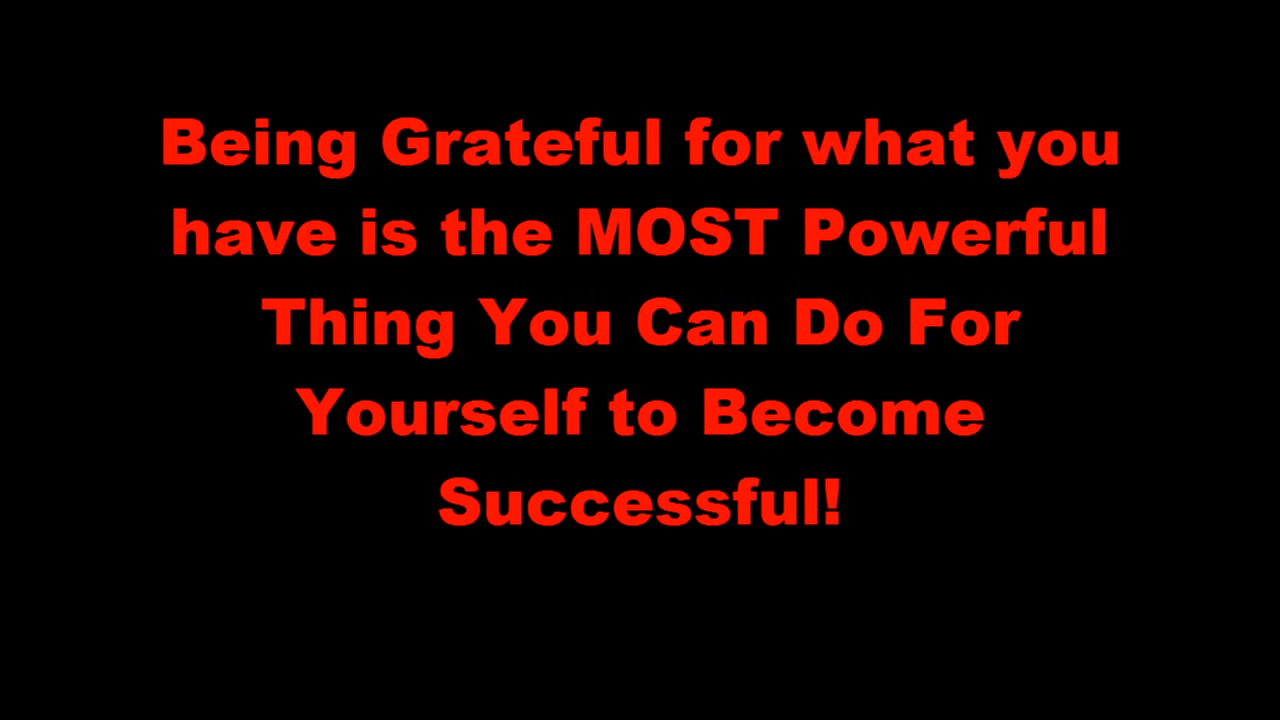 Being Grateful for what you
have is the MOST Powerful
Thing You Can Do For
Yourself to Become
Successful!